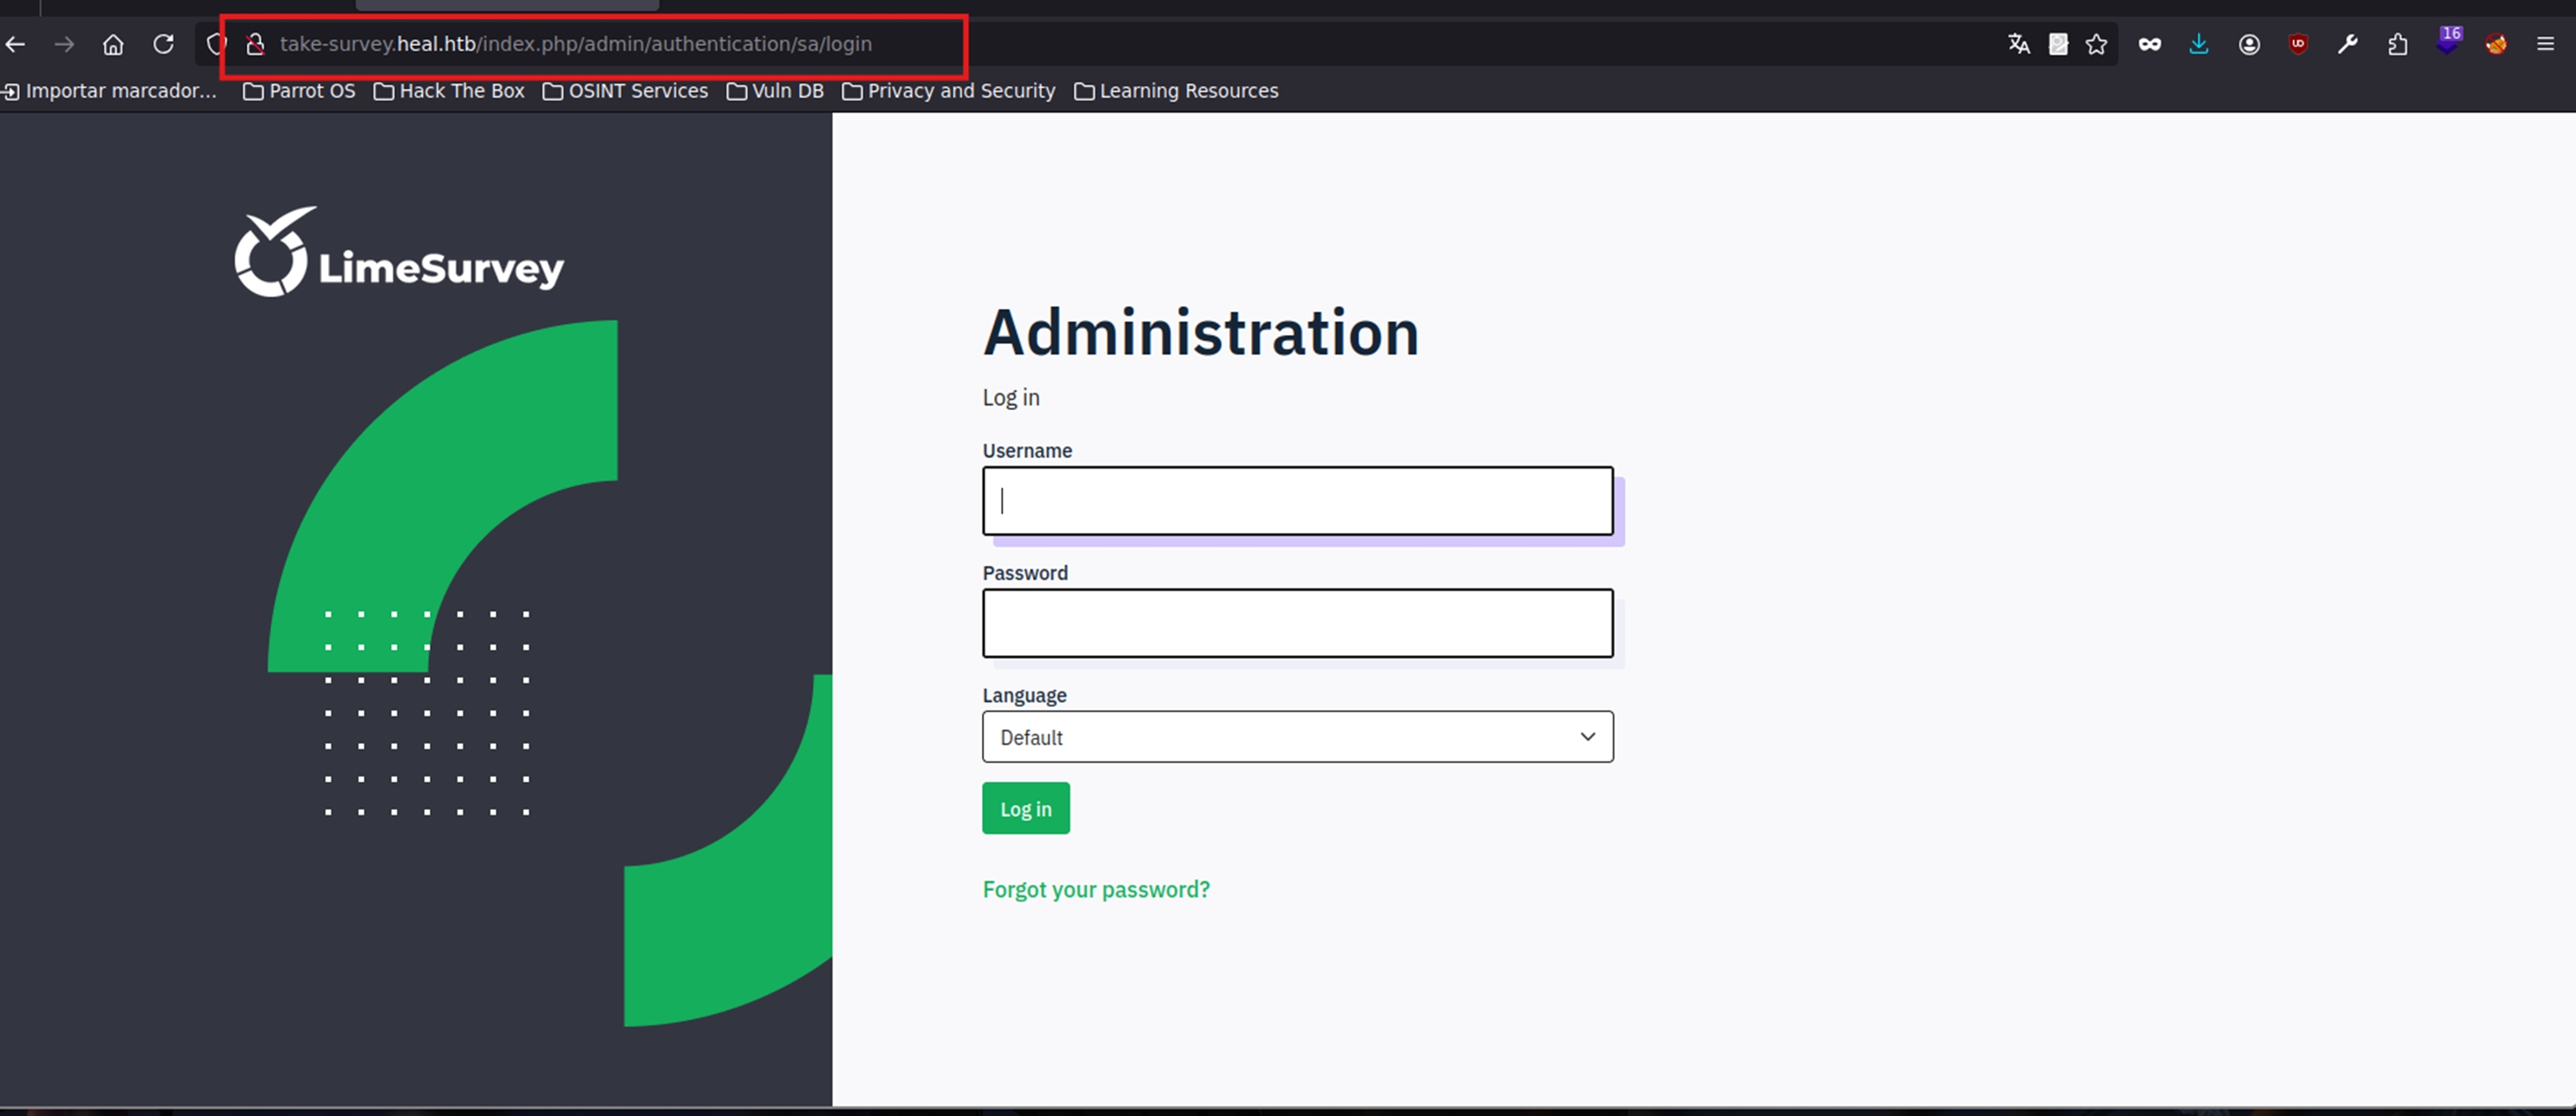 take-survey.heal.htb/index.php/admin/authentication/sa/login
16
Importar marcador... Parrot OS Hack The Box OSINT Services Vuln DB Privacy and Security Learning Resources
LimeSurvey
Administration
Log in
Username
Password
Language
Default
Log in
Forgot your password?